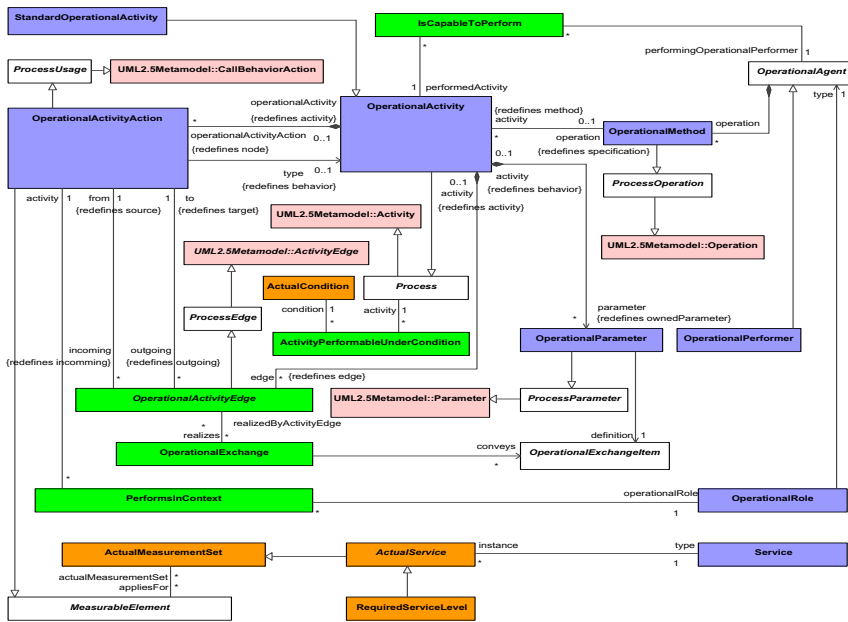 StandardOperationalActivity
IsCapableToPerform
*
*
performingOperationalPerformer
1
ProcessUsage
UML2.5Metamodel::CallBehaviorAction
OperationalAgent
1
performedActivity
type
1
operationalActivity
{redefines activity}
OperationalActivityAction
*
operationalActivityAction
0..1
{redefines node}
OperationalActivity
{redefines method}
activity
0..1
*
operation
{redefines specification}
OperationalMethod
operation
*
type
0..1
{redefines behavior}
0..1
activity
{redefines behavior}
0..1
activity
{redefines activity}
ProcessOperation
activity
1
from
1
{redefines source}
1
to
{redefines target}
UML2.5Metamodel::Activity
UML2.5Metamodel::ActivityEdge
UML2.5Metamodel::Operation
ActualCondition
Process
condition
1
*
activity
1
*
ProcessEdge
parameter
*
{redefines ownedParameter}
ActivityPerformableUnderCondition
OperationalParameter
OperationalPerformer
incoming
{redefines incomming}
*
outgoing
{redefines outgoing}
*
edge
*
{redefines edge}
OperationalActivityEdge
UML2.5Metamodel::Parameter
ProcessParameter
*
realizedByActivityEdge
realizes
*
definition
1
OperationalExchange
conveys
*
OperationalExchangeItem
*
PerformsInContext
*
operationalRole
1
OperationalRole
ActualMeasurementSet
ActualService
instance
*
type
1
Service
actualMeasurementSet
*
appliesFor
*
MeasurableElement
RequiredServiceLevel